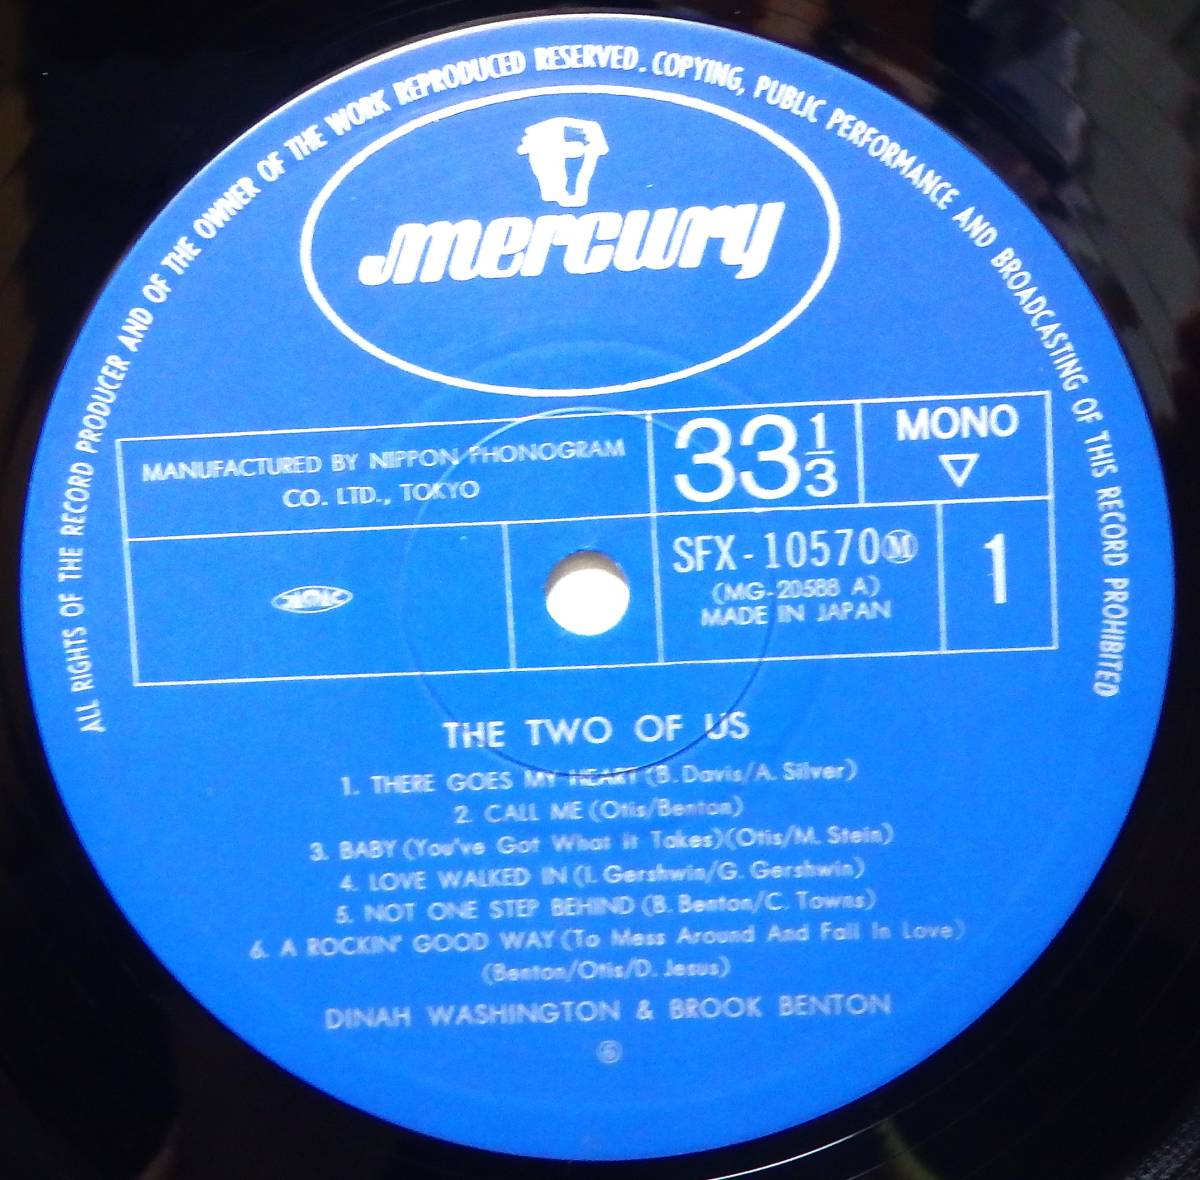 ALL RIGHTS OF THE RECORD PRODUCER AND OF THE OWNER OF THE WORK REPRODUCED RESERVED. COPYING, PUBLIC PERFORMANCE AND BROADCASTING OF THIS RECORD PROHIBITED
mercury
MANUFACTURED BY NIPPON PHONOGRAM
CO. LTD., TOKYO
33 1/3
MONO
▽
JASRAC
SFX-10570Ⓜ
(MG-20588 A)
MADE IN JAPAN
1
THE TWO OF US
1. THERE GOES MY HEART (B. Davis/A. Silver)
2. CALL ME (Otis/Benton)
3. BABY (You've Got What it Takes) (Otis/M. Stein)
4. LOVE WALKED IN (I. Gershwin/G. Gershwin)
5. NOT ONE STEP BEHIND (B. Benton/C. Towns)
6. A ROCKIN' GOOD WAY (To Mess Around And Fall In Love)
(Benton/Otis/D. Jesus)
DINAH WASHINGTON & BROOK BENTON